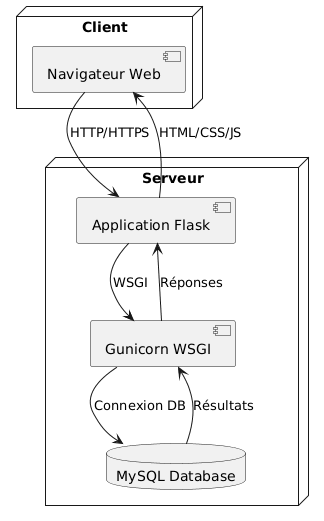 Client
Navigateur Web
HTTP/HTTPS
HTML/CSS/JS
Serveur
Application Flask
WSGI
Réponses
Gunicorn WSGI
Connexion DB
Résultats
MySQL Database